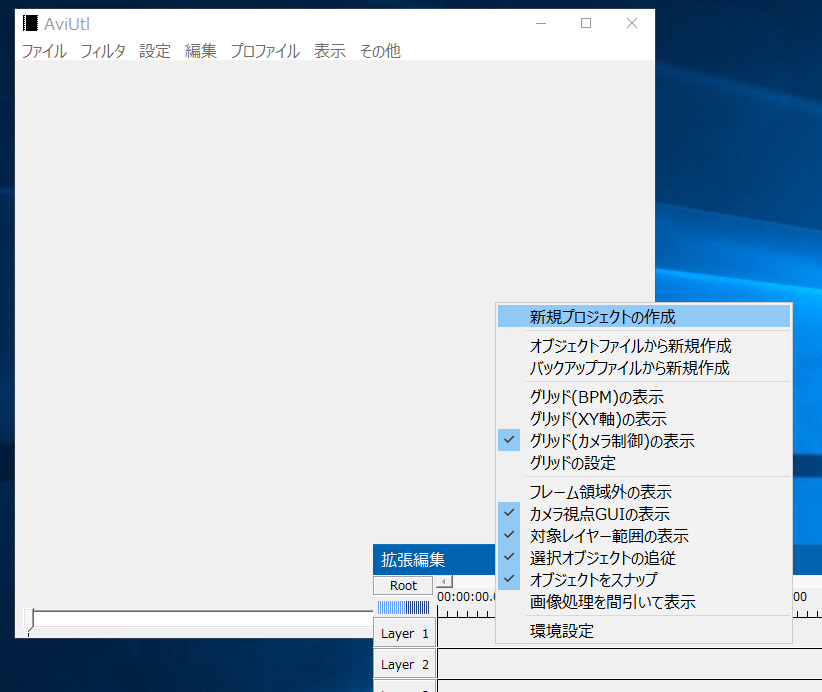 AviUtl
ファイル フィルタ 設定 編集 プロファイル 表示 その他
新規プロジェクトの作成
オブジェクトファイルから新規作成
バックアップファイルから新規作成
グリッド(BPM)の表示
グリッド(XY軸)の表示
グリッド(カメラ制御)の表示
グリッドの設定
フレーム領域外の表示
カメラ視点GUIの表示
対象レイヤー範囲の表示
選択オブジェクトの追従
オブジェクトをスナップ
画像処理を間引いて表示
環境設定
拡張編集
Root
00:00:00.0
00
Layer 1
Layer 2